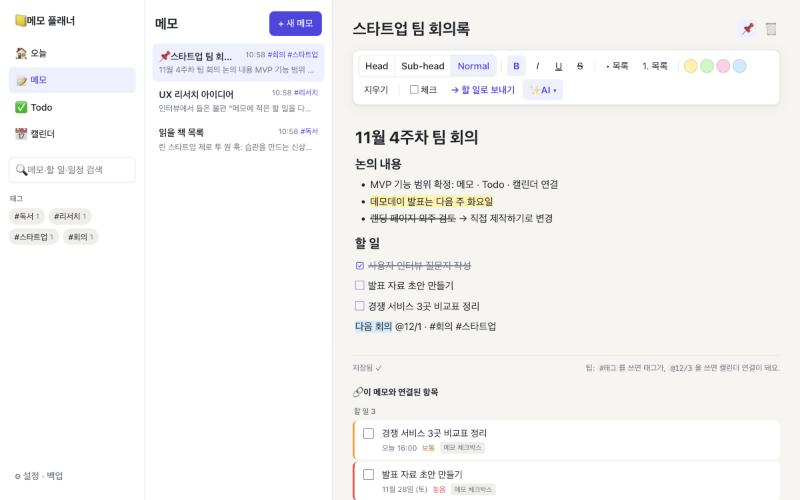 메모 플래너
오늘
메모
Todo
캘린더
메모·할 일·일정 검색
태그
#독서 1 #리서치 1
#스타트업 1 #회의 1
설정 · 백업
메모
+ 새 메모
스타트업 팀 회... 10:58 #회의 #스타트업
11월 4주차 팀 회의 논의 내용 MVP 기능 범위 ...
UX 리서치 아이디어 10:58 #리서치
인터뷰에서 들은 불편 "메모에 적은 할 일을 다...
읽을 책 목록 10:58 #독서
린 스타트업 제로 투 원 훅: 습관을 만드는 신상...
스타트업 팀 회의록
Head Sub-head Normal B I U S • 목록 1. 목록
지우기 체크 → 할 일로 보내기 AI
11월 4주차 팀 회의
논의 내용
• MVP 기능 범위 확정: 메모 · Todo · 캘린더 연결
• 데모데이 발표는 다음 주 화요일
• 랜딩 페이지 외주 검토 → 직접 제작하기로 변경
할 일
사용자 인터뷰 질문지 작성
발표 자료 초안 만들기
경쟁 서비스 3곳 비교표 정리
다음 회의 @12/1 · #회의 #스타트업
저장됨 ✓
팁: #태그 를 쓰면 태그가, @12/3 을 쓰면 캘린더 연결이 돼요.
이 메모와 연결된 항목
할 일 3
경쟁 서비스 3곳 비교표 정리
오늘 16:00 보통 메모 체크박스
발표 자료 초안 만들기
11월 28일 (토) 높음 메모 체크박스